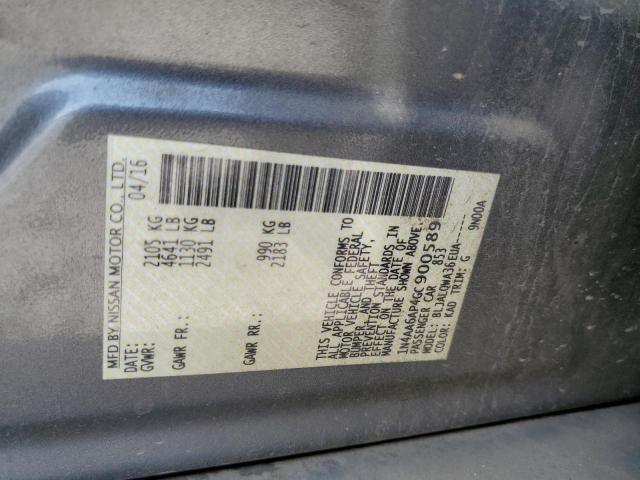 MFD BY NISSAN MOTOR CO., LTD.
DATE: 04/16
GVWR: 2105 KG
4641 LB
GAWR FR: 1130 KG
2491 LB
GAWR RR: 990 KG
2183 LB
THIS VEHICLE CONFORMS TO
ALL APPLICABLE FEDERAL
MOTOR VEHICLE SAFETY,
BUMPER, AND THEFT
PREVENTION STANDARDS IN
EFFECT ON THE DATE OF
MANUFACTURE SHOWN ABOVE.
1N4AA6AP4GC900589
PASSENGER CAR 853
MODEL: BLJALOWA36EUA-----
COLOR: KAD TRIM: G 9N00A